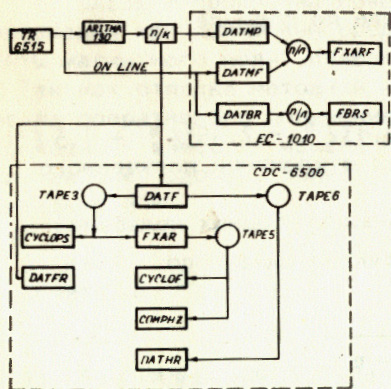 TR
6515
ARITMA
130
п/к
DATMP
п/л
FXARF
ON LINE
DATMF
DATBR
п/л
FBRS
EC-1010
CDC-6500
TAPE3
DATF
TAPE6
CYCLOPS
FXAR
TAPE5
DATFR
CYCLOF
COMPHZ
DATHR